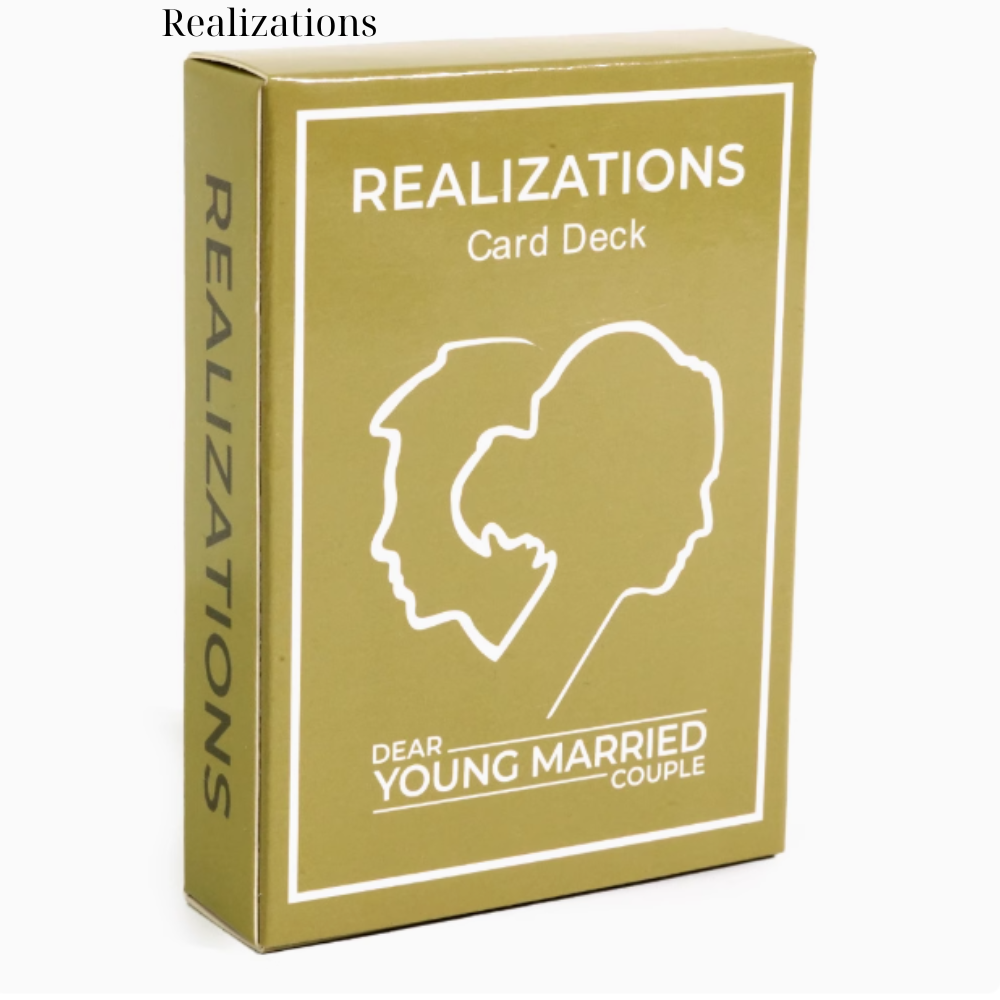 Realizations
REALIZATIONS
REALIZATIONS
Card Deck
DEAR
YOUNG MARRIED
COUPLE